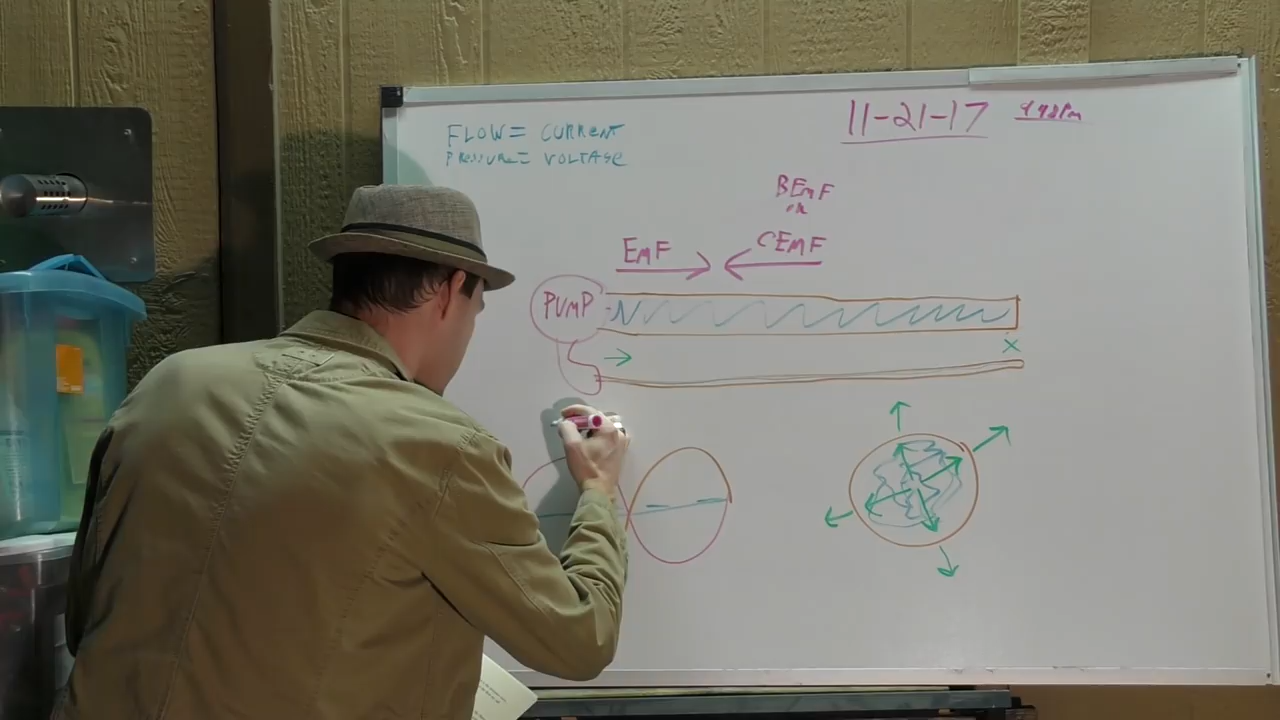 FLOW = CURRENT
PRESSURE = VOLTAGE
11-21-17
BEMF
OR
EMF
CEMF
PUMP
X